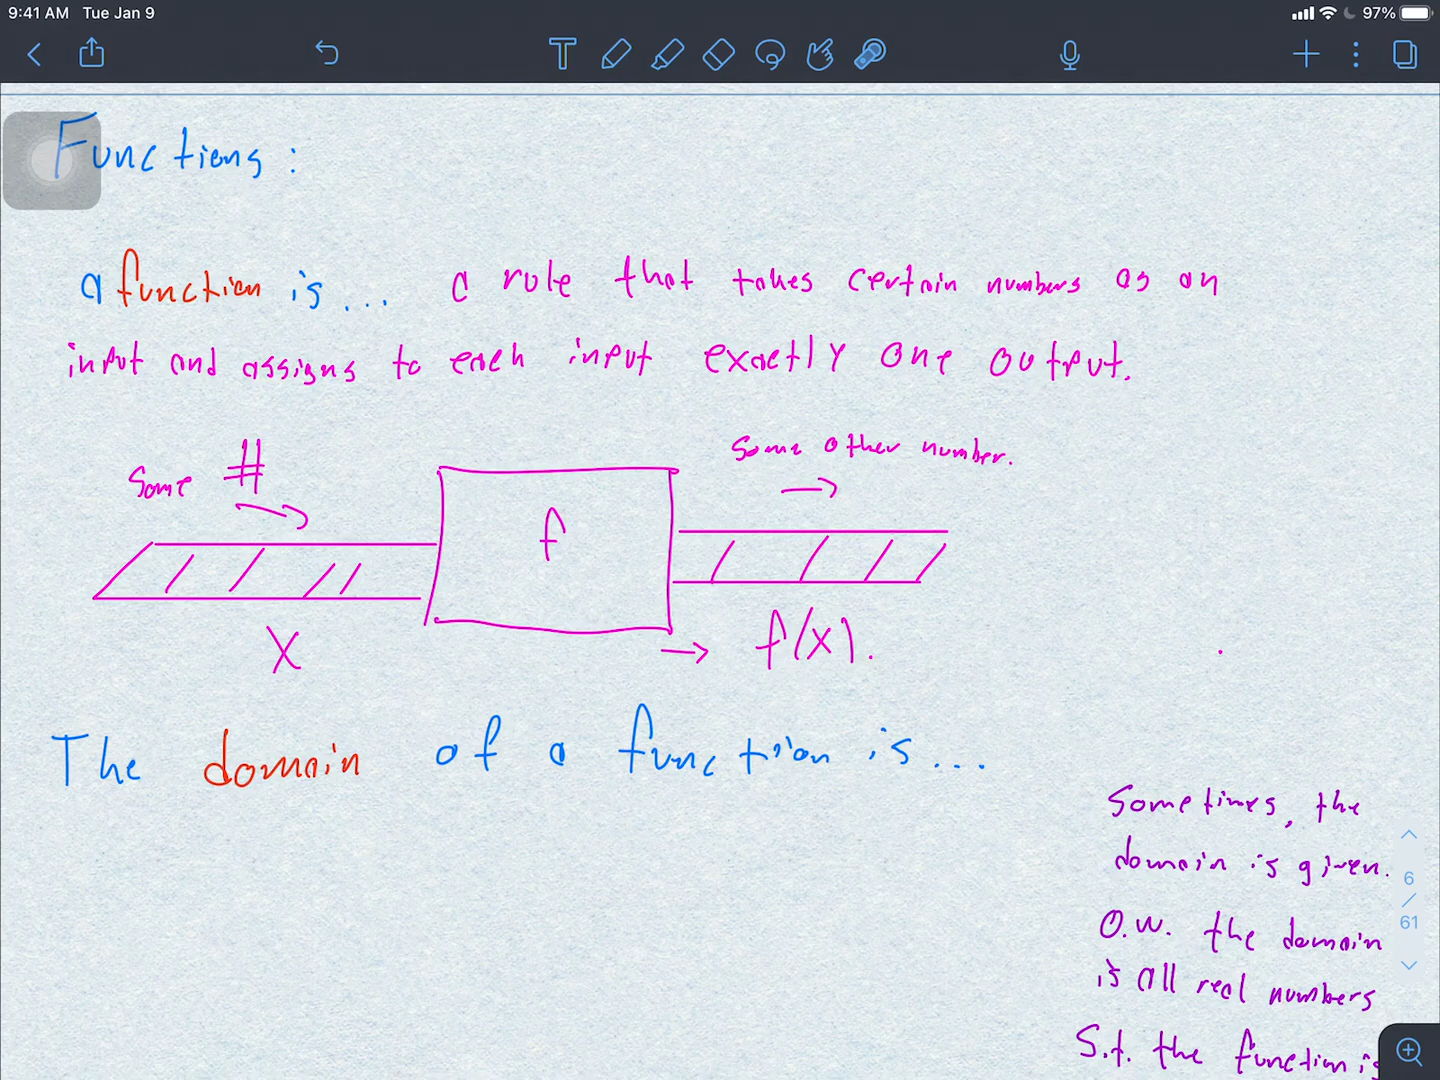 9:41 AM Tue Jan 9
97%
Functions:
a function is... a rule that takes certain numbers as an
input and assigns to each input exactly one output.
Some #
Some other number.
f
x
f(x).
The domain of a function is...
Sometimes, the
domain is given.
O.W. the domain
is all real numbers
S.t. the function is
6
/
61